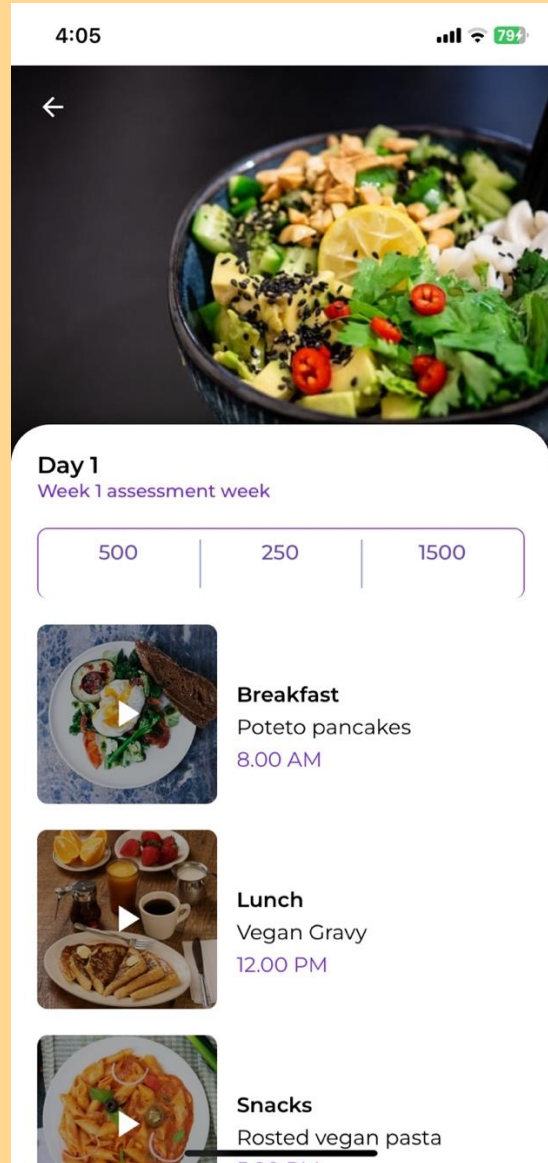 4:05
79
Day 1
Week 1 assessment week
500
250
1500
Breakfast
Poteto pancakes
8.00 AM
Lunch
Vegan Gravy
12.00 PM
Snacks
Rosted vegan pasta